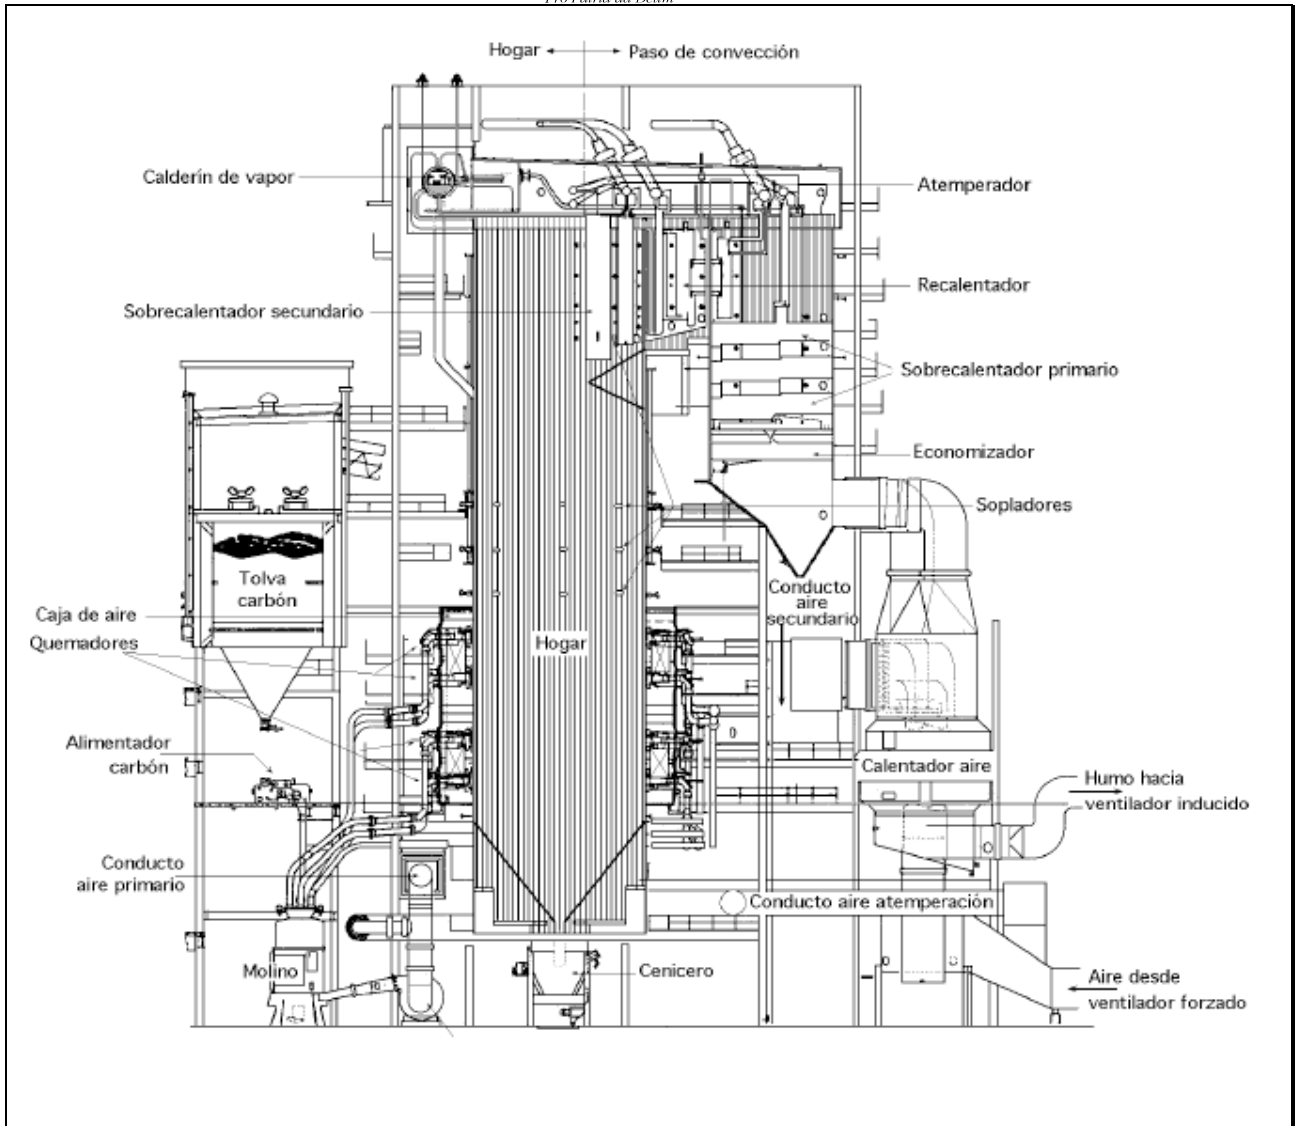 Hogar
Paso de convección
Calderín de vapor
Atemperador
Recalentador
Sobrecalentador secundario
Sobrecalentador primario
Economizador
Sopladores
Tolva
carbón
Conducto
aire
secundario
Caja de aire
Quemadores
Hogar
Alimentador
carbón
Calentador aire
Humo hacia
ventilador inducido
Conducto
aire primario
Conducto aire atemperación
Molino
Cenicero
Aire desde
ventilador forzado